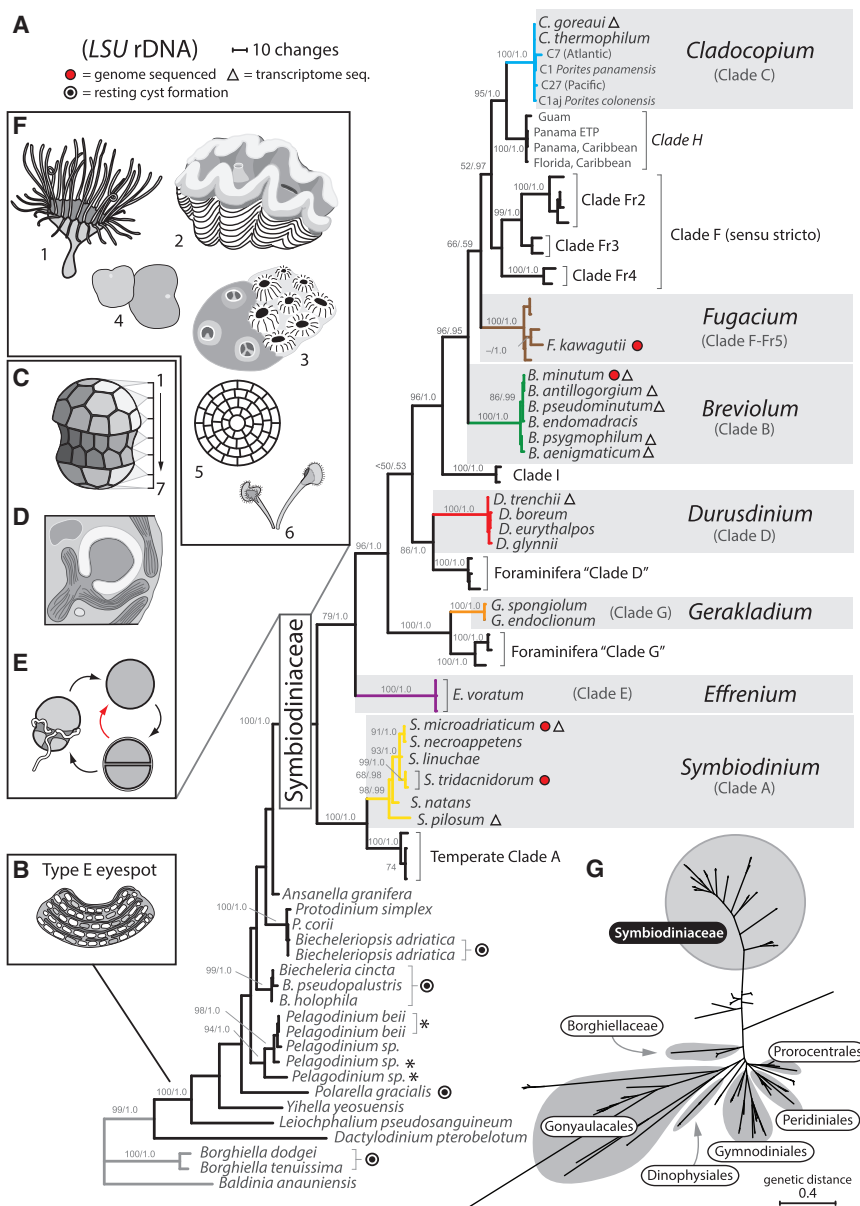 A
(LSU rDNA)
10 changes
= genome sequenced
= transcriptome seq.
= resting cyst formation
F
1
2
3
4
5
6
C
1
7
D
E
B
Type E eyespot
Symbiodiniaceae
C. goreaui
C. thermophilum
C7 (Atlantic)
C1 Porites panamensis
C27 (Pacific)
C1aj Porites colonensis
Cladocopium
(Clade C)
100/1.0
95/1.0
Guam
Panama ETP
Panama, Caribbean
Florida, Caribbean
Clade H
100/1.0
52/.97
100/1.0
Clade Fr2
99/1.0
Clade Fr3
Clade F (sensu stricto)
100/1.0
Clade Fr4
66/.59
100/1.0
–/1.0
F. kawagutii
Fugacium
(Clade F-Fr5)
96/.95
B. minutum
B. antillogorgium
B. pseudominutum
B. endomadracis
B. psygmophilum
B. aenigmaticum
86/.99
100/1.0
Breviolum
(Clade B)
96/1.0
100/1.0
Clade I
<50/.53
D. trenchii
D. boreum
D. eurythalpos
D. glynnii
100/1.0
Durusdinium
(Clade D)
86/1.0
100/1.0
Foraminifera “Clade D”
96/1.0
100/1.0
G. spongiolum
G. endoclionum
(Clade G)
Gerakladium
100/1.0
100/1.0
100/1.0
Foraminifera “Clade G”
79/1.0
100/1.0
E. voratum
(Clade E)
Effrenium
S. microadriaticum
S. necroappetens
S. linuchae
S. tridacnidorum
S. natans
S. pilosum
91/1.0
93/1.0
99/1.0
68/.98
98/.99
Symbiodinium
(Clade A)
100/1.0
100/1.0
74
Temperate Clade A
100/1.0
Ansanella granifera
100/1.0
Protodinium simplex
P. corii
Biecheleriopsis adriatica
Biecheleriopsis adriatica
99/1.0
Biecheleria cincta
B. pseudopalustris
B. holophila
98/1.0
94/1.0
Pelagodinium beii
Pelagodinium beii
*
Pelagodinium sp.
Pelagodinium sp. *
Pelagodinium sp. *
Polarella gracialis
Yihella yeosuensis
100/1.0
Leiochphalium pseudosanguineum
99/1.0
Dactylodinium pterobelotum
100/1.0
Borghiella dodgei
Borghiella tenuissima
Baldinia anauniensis
G
Symbiodiniaceae
Borghiellaceae
Prorocentrales
Peridiniales
Gonyaulacales
Gymnodiniales
Dinophysiales
genetic distance
0.4